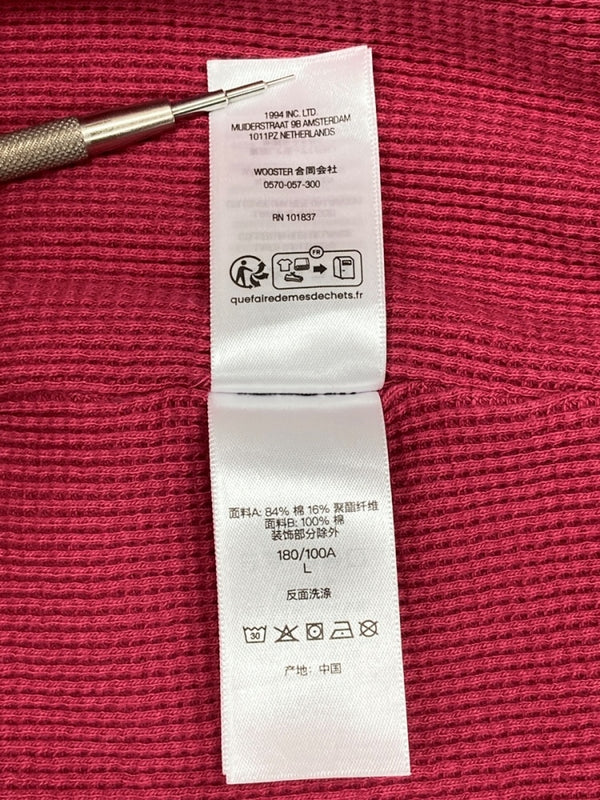 1994 INC. LTD
MUIDERSTRAAT 9B AMSTERDAM
1011PZ NETHERLANDS
WOOSTER 合同会社
0570-057-300
RN 101837
FR
quefairedemesdechets.fr
面料A: 84% 棉 16% 聚酯纤维
面料B: 100% 棉
装饰部分除外
180/100A
L
反面洗涤
30
产地: 中国